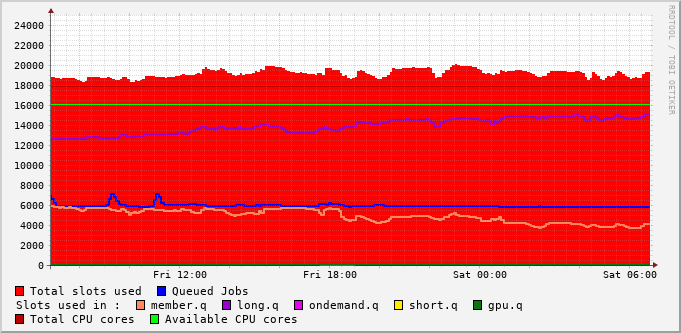 RRDTOOL / TOBI OETIKER
24000
22000
20000
18000
16000
14000
12000
10000
8000
6000
4000
2000
0
Fri 12:00 Fri 18:00 Sat 00:00 Sat 06:00
Total slots used Queued Jobs
Slots used in : member.q long.q ondemand.q short.q gpu.q
Total CPU cores Available CPU cores